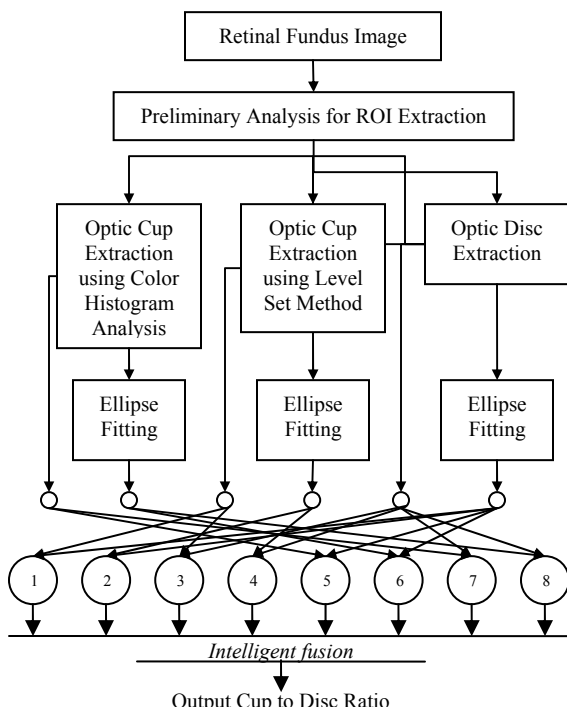 Retinal Fundus Image
Preliminary Analysis for ROI Extraction
Optic Cup
Extraction
using Color
Histogram
Analysis
Optic Cup
Extraction
using Level
Set Method
Optic Disc
Extraction
Ellipse
Fitting
Ellipse
Fitting
Ellipse
Fitting
1 2 3 4 5 6 7 8
Intelligent fusion
Output Cup to Disc Ratio